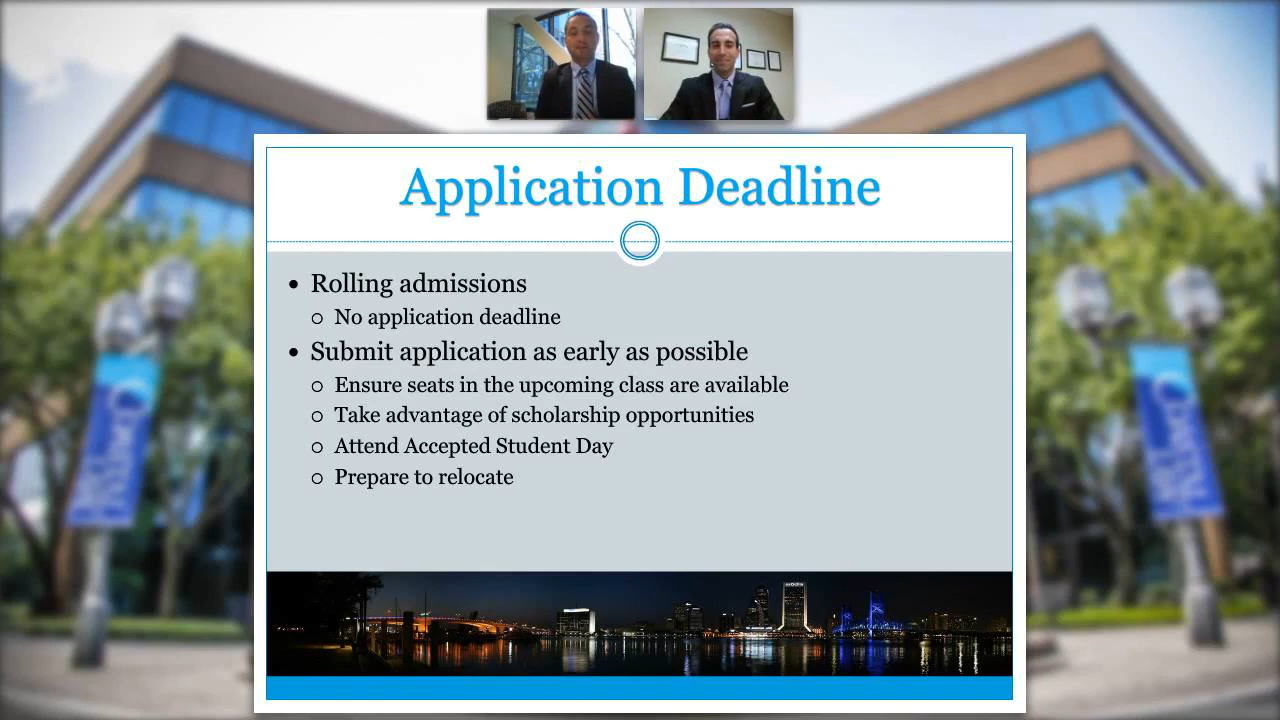 Application Deadline
Rolling admissions
No application deadline
Submit application as early as possible
Ensure seats in the upcoming class are available
Take advantage of scholarship opportunities
Attend Accepted Student Day
Prepare to relocate